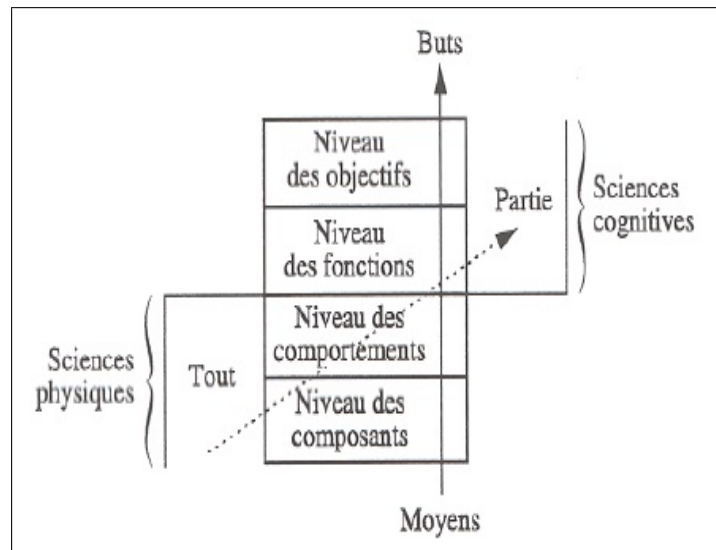 Buts
Niveau
des objectifs
Partie
Sciences
cognitives
Niveau
des fonctions
Niveau des
comportements
Sciences
physiques
Tout
Niveau des
composants
Moyens